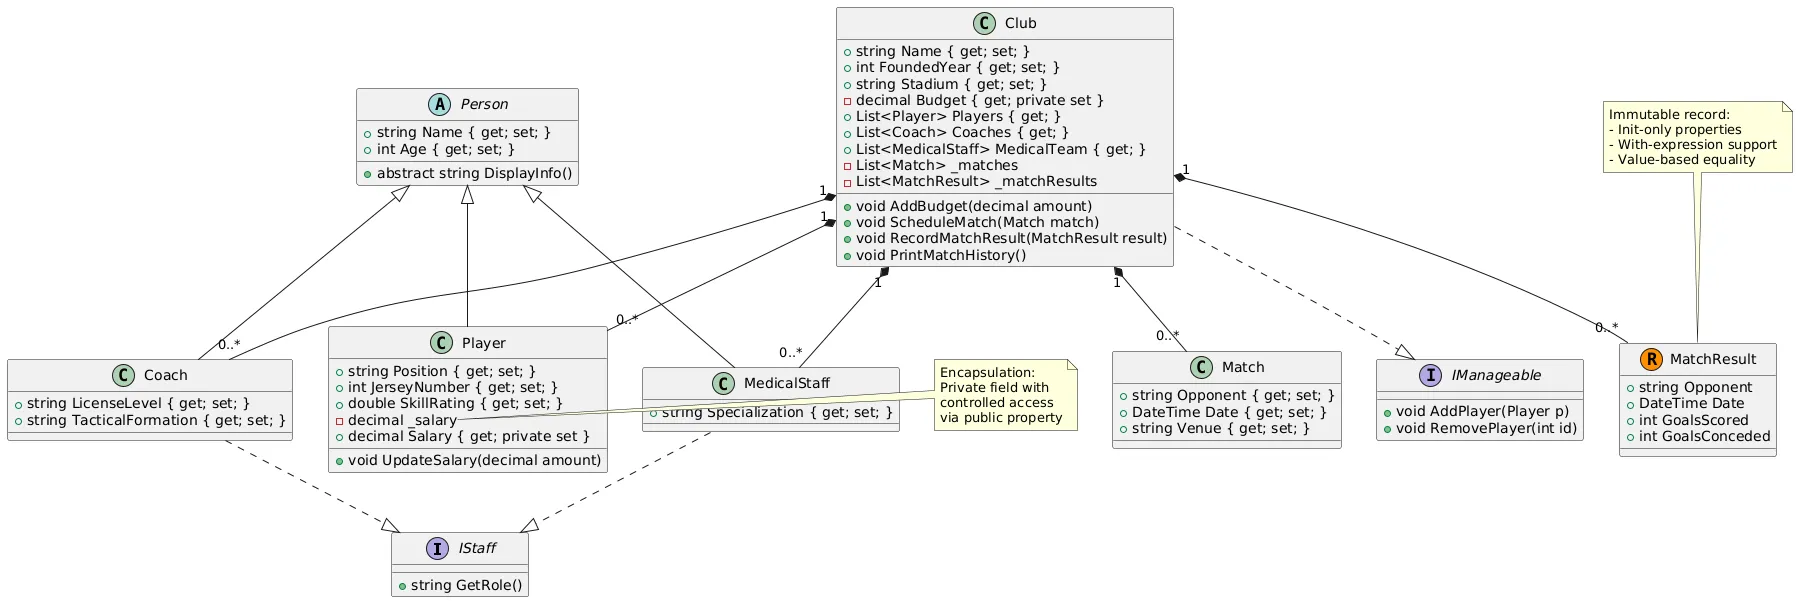 C Club
string Name { get; set; }
int FoundedYear { get; set; }
string Stadium { get; set; }
decimal Budget { get; private set }
List<Player> Players { get; }
List<Coach> Coaches { get; }
List<MedicalStaff> MedicalTeam { get; }
List<Match> _matches
List<MatchResult> _matchResults
void AddBudget(decimal amount)
void ScheduleMatch(Match match)
void RecordMatchResult(MatchResult result)
void PrintMatchHistory()
A Person
string Name { get; set; }
int Age { get; set; }
abstract string DisplayInfo()
Immutable record:
- Init-only properties
- With-expression support
- Value-based equality
1
1
1
1
1
0..*
0..*
0..*
0..*
0..*
C Coach
string LicenseLevel { get; set; }
string TacticalFormation { get; set; }
C Player
string Position { get; set; }
int JerseyNumber { get; set; }
double SkillRating { get; set; }
decimal _salary
decimal Salary { get; private set }
void UpdateSalary(decimal amount)
C MedicalStaff
string Specialization { get; set; }
Encapsulation:
Private field with
controlled access
via public property
C Match
string Opponent { get; set; }
DateTime Date { get; set; }
string Venue { get; set; }
I IManageable
void AddPlayer(Player p)
void RemovePlayer(int id)
R MatchResult
string Opponent
DateTime Date
int GoalsScored
int GoalsConceded
I IStaff
string GetRole()